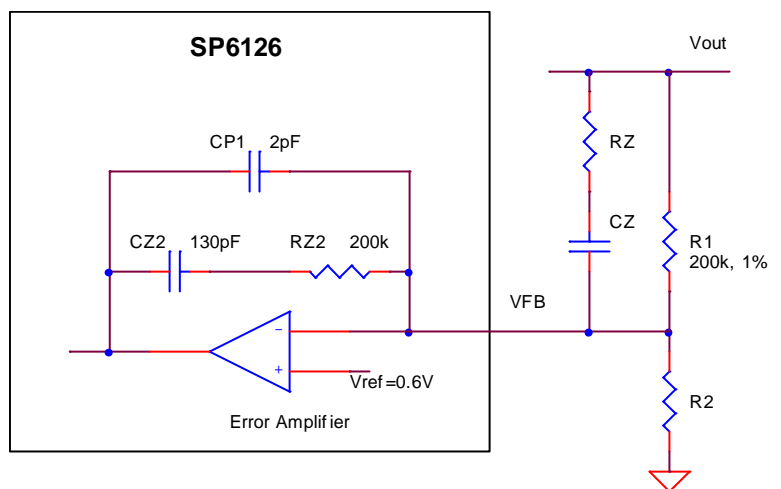 SP6126
Vout
CP1 2pF
RZ
CZ2 130pF RZ2 200k
CZ
R1
200k, 1%
VFB
-
+
Vref=0.6V
R2
Error Amplifier